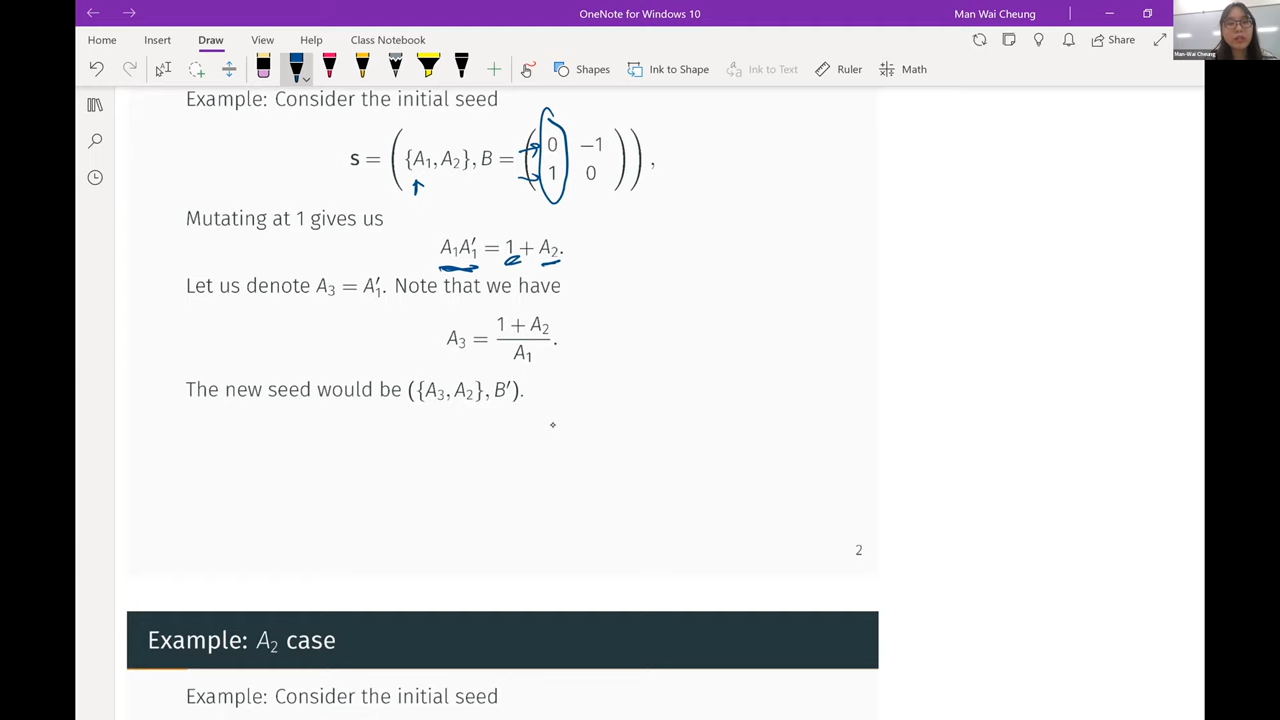 OneNote for Windows 10
Man Wai Cheung
Home Insert Draw View Help Class Notebook
Share
Shapes Ink to Shape Ink to Text Ruler Math
Man-Wai Cheung
Example: Consider the initial seed
s = ( {A₁, A₂}, B = ( 0 −1
1 0 ) ) ,
Mutating at 1 gives us
A₁A₁′ = 1 + A₂.
Let us denote A₃ = A₁′. Note that we have
A₃ = (1 + A₂) / A₁.
The new seed would be ({A₃, A₂}, B′).
2
Example: A₂ case
Example: Consider the initial seed